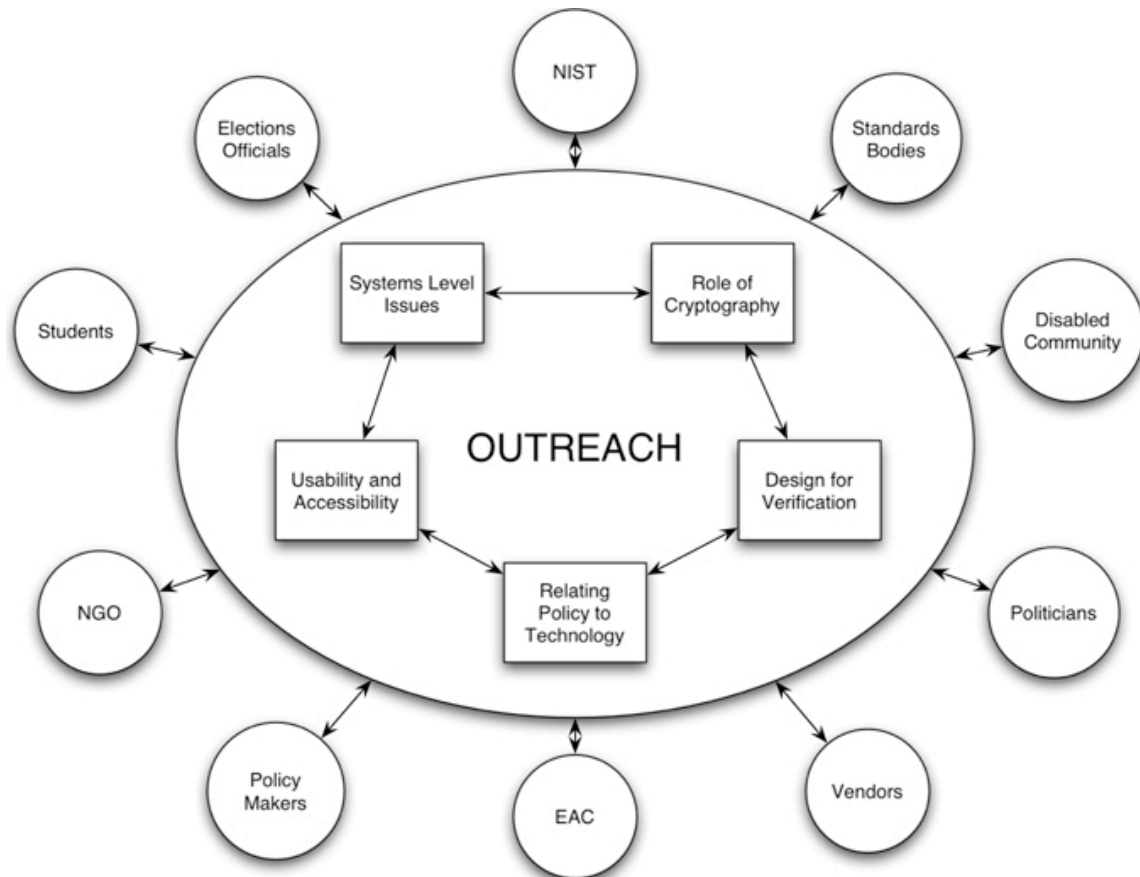 NIST
Elections
Officials
Standards
Bodies
Systems Level
Issues
Role of
Cryptography
Students
Disabled
Community
OUTREACH
Usability and
Accessibility
Design for
Verification
Relating
Policy to
Technology
NGO
Politicians
Policy
Makers
EAC
Vendors